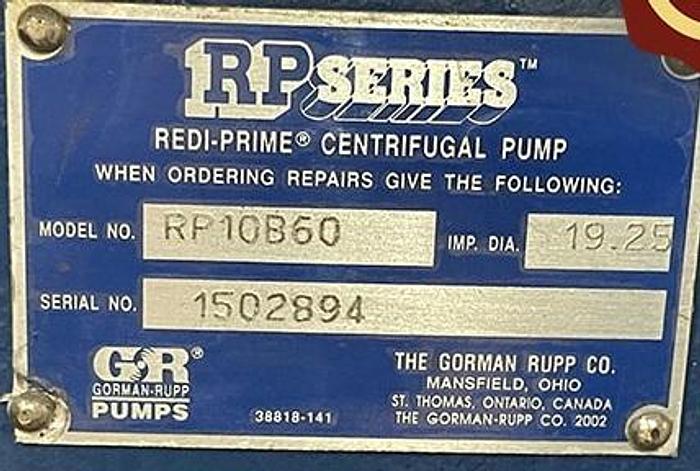 RP SERIES™
REDI-PRIME® CENTRIFUGAL PUMP
WHEN ORDERING REPAIRS GIVE THE FOLLOWING:
MODEL NO. RP10B60 IMP. DIA. 19.25
SERIAL NO. 1502894
GR®
GORMAN-RUPP
PUMPS
38818-141
THE GORMAN RUPP CO.
MANSFIELD, OHIO
ST. THOMAS, ONTARIO, CANADA
THE GORMAN-RUPP CO. 2002